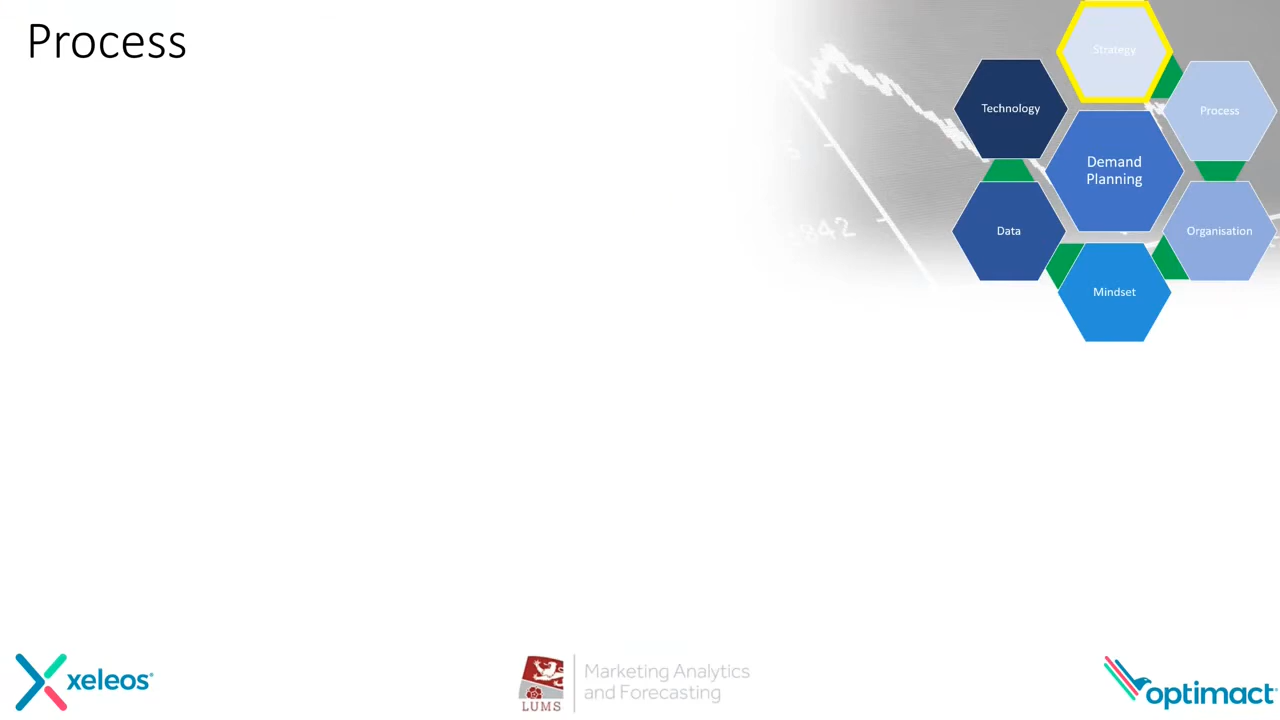 Process
Strategy
Technology
Process
Demand
Planning
Data
Organisation
Mindset
xeleos
LUMS
Marketing Analytics
and Forecasting
optimact